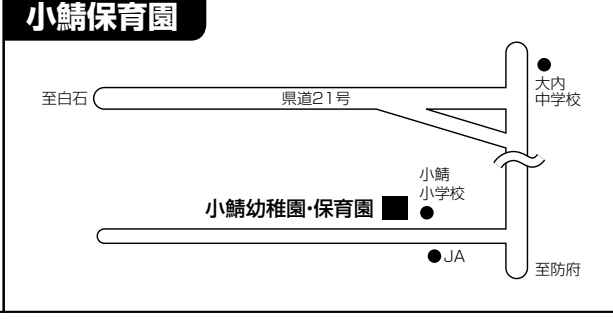 小鯖保育園
大内
中学校
至白石
県道21号
小鯖
小学校
小鯖幼稚園・保育園
JA
至防府